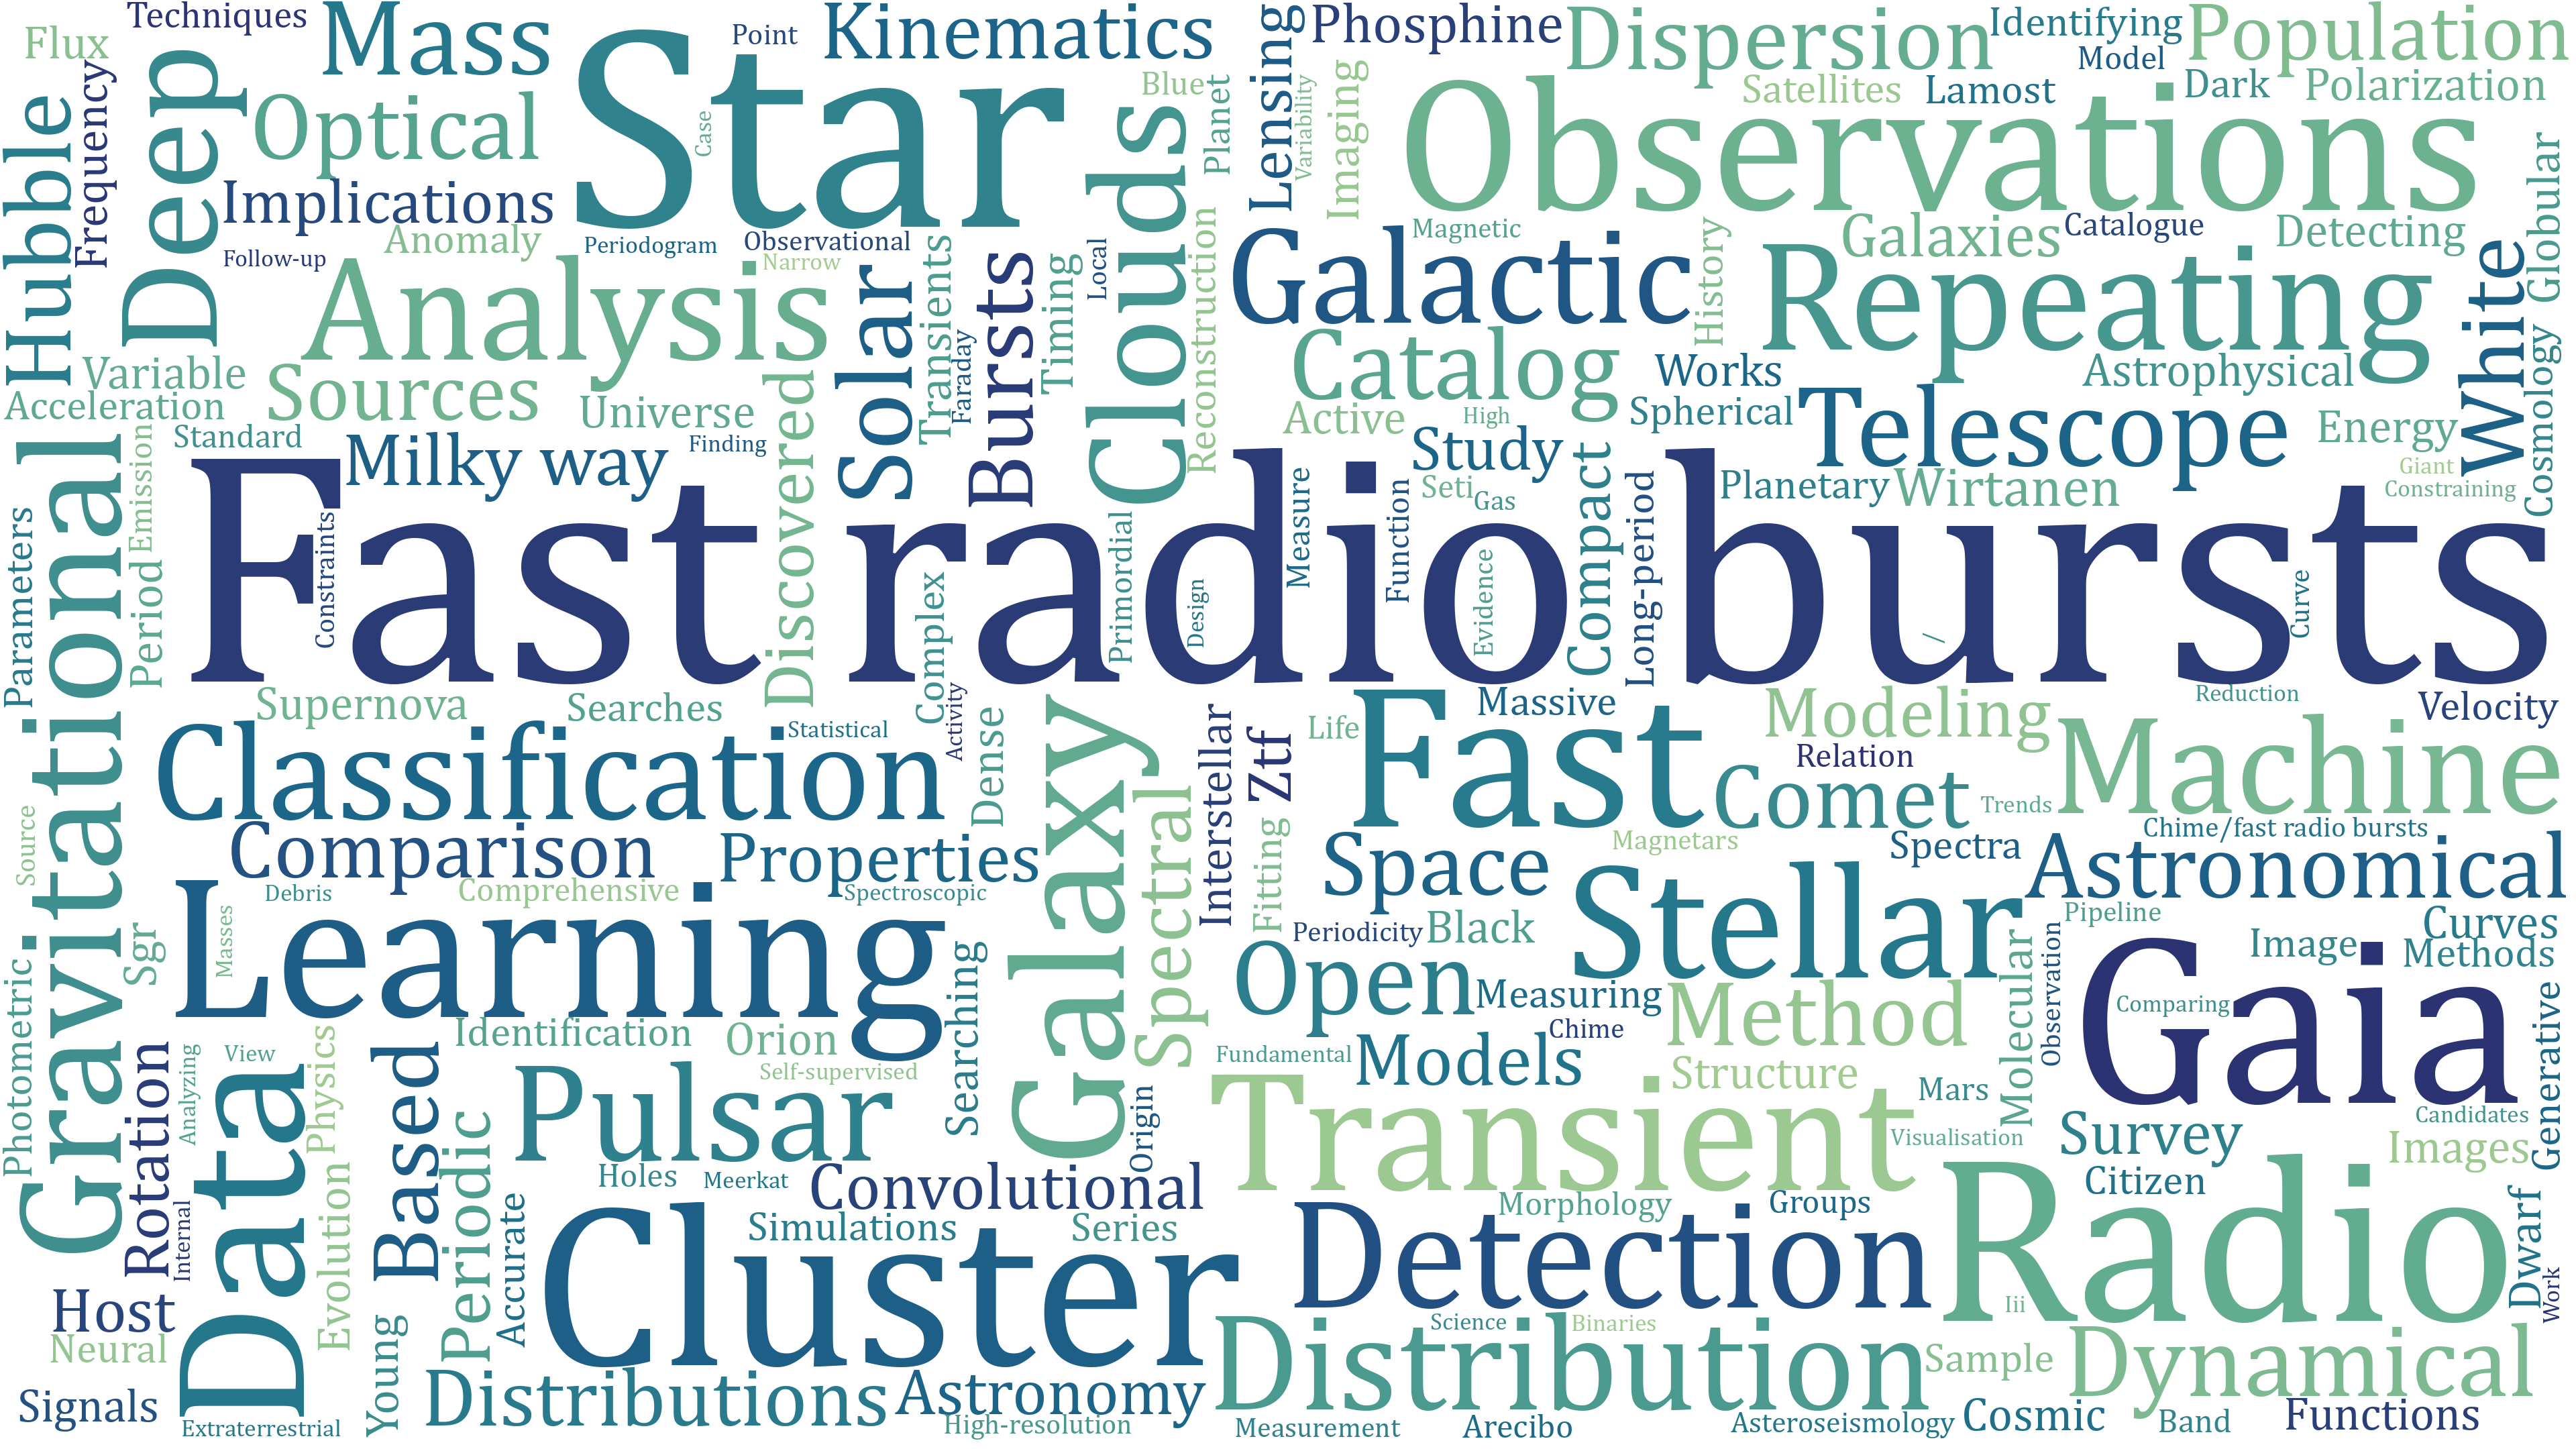 Techniques
Flux
Mass
Star
Point
Kinematics
Lensing
Phosphine
Dispersion
Identifying
Population
Model
Hubble
Frequency
Deep
Optical
Case
Clouds
Blue
Planet
Variability
Imaging
Observations
Satellites
Lamost
Dark
Polarization
Implications
Follow-up
Anomaly
Periodogram
Observational
Narrow
Transients
Local
Reconstruction
Galactic
Magnetic
History
Galaxies
Catalogue
Detecting
Globular
Analysis
Solar
Bursts
Timing
Faraday
Repeating
White
Variable
Sources
Universe
Discovered
Catalog
Works
Astrophysical
Cosmology
Acceleration
Active
High
Spherical
Telescope
Energy
Standard
Milky way
Finding
Study
Compact
Giant
Gravitational
Emission
Seti
Gas
Long-period
Planetary
Wirtanen
Constraining
Parameters
Period
Constraints
Fast radio bursts
Primordial
Design
Measure
Function
Evidence
/
Curve
Complex
Supernova
Searches
Statistical
Activity
Dense
Galaxy
Interstellar
Life
Massive
Modeling
Reduction
Velocity
Classification
Spectral
Ztf
Fast
Relation
Comet
Trends
Machine
Source
Comparison
Properties
Fitting
Space
Magnetars
Spectra
Chime/fast radio bursts
Astronomical
Debris
Comprehensive
Spectroscopic
Learning
Masses
Sgr
Searching
Periodicity
Black
Stellar
Molecular
Observation
Pipeline
Curves
Image
Methods
Photometric
Open
Measuring
Method
Gaia
Comparing
Generative
Identification
Orion
Chime
Rotation
Analyzing
View
Physics
Based
Pulsar
Self-supervised
Origin
Fundamental
Models
Structure
Mars
Candidates
Data
Periodic
Transient
Visualisation
Survey
Images
Holes
Meerkat
Convolutional
Citizen
Internal
Evolution
Accurate
Cluster
Simulations
Series
Morphology
Groups
Radio
Dwarf
Detection
Work
Host
Neural
Young
Science
Binaries
Iii
Distribution
Sample
Dynamical
Signals
Distributions
Astronomy
Extraterrestrial
High-resolution
Measurement
Arecibo
Asteroseismology
Cosmic
Band
Functions